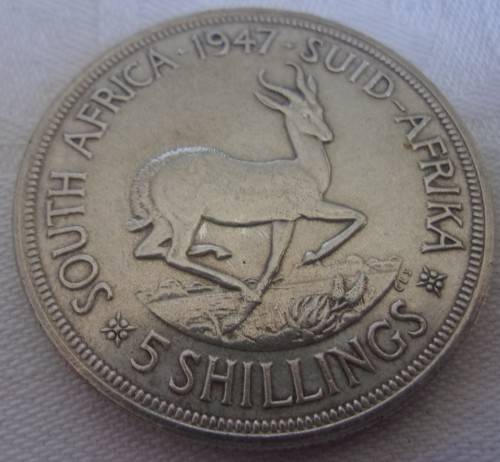 SOUTH AFRICA · 1947 · SUID-AFRIKA
5 SHILLINGS